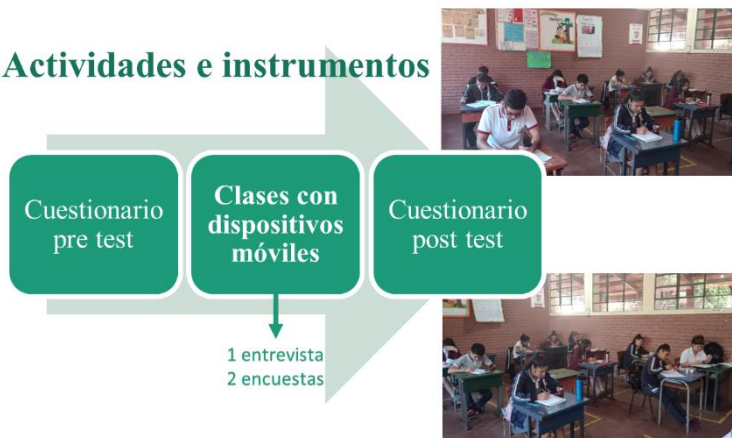 Actividades e instrumentos
Cuestionario
pre test
Clases con
dispositivos
móviles
Cuestionario
post test
1 entrevista
2 encuestas